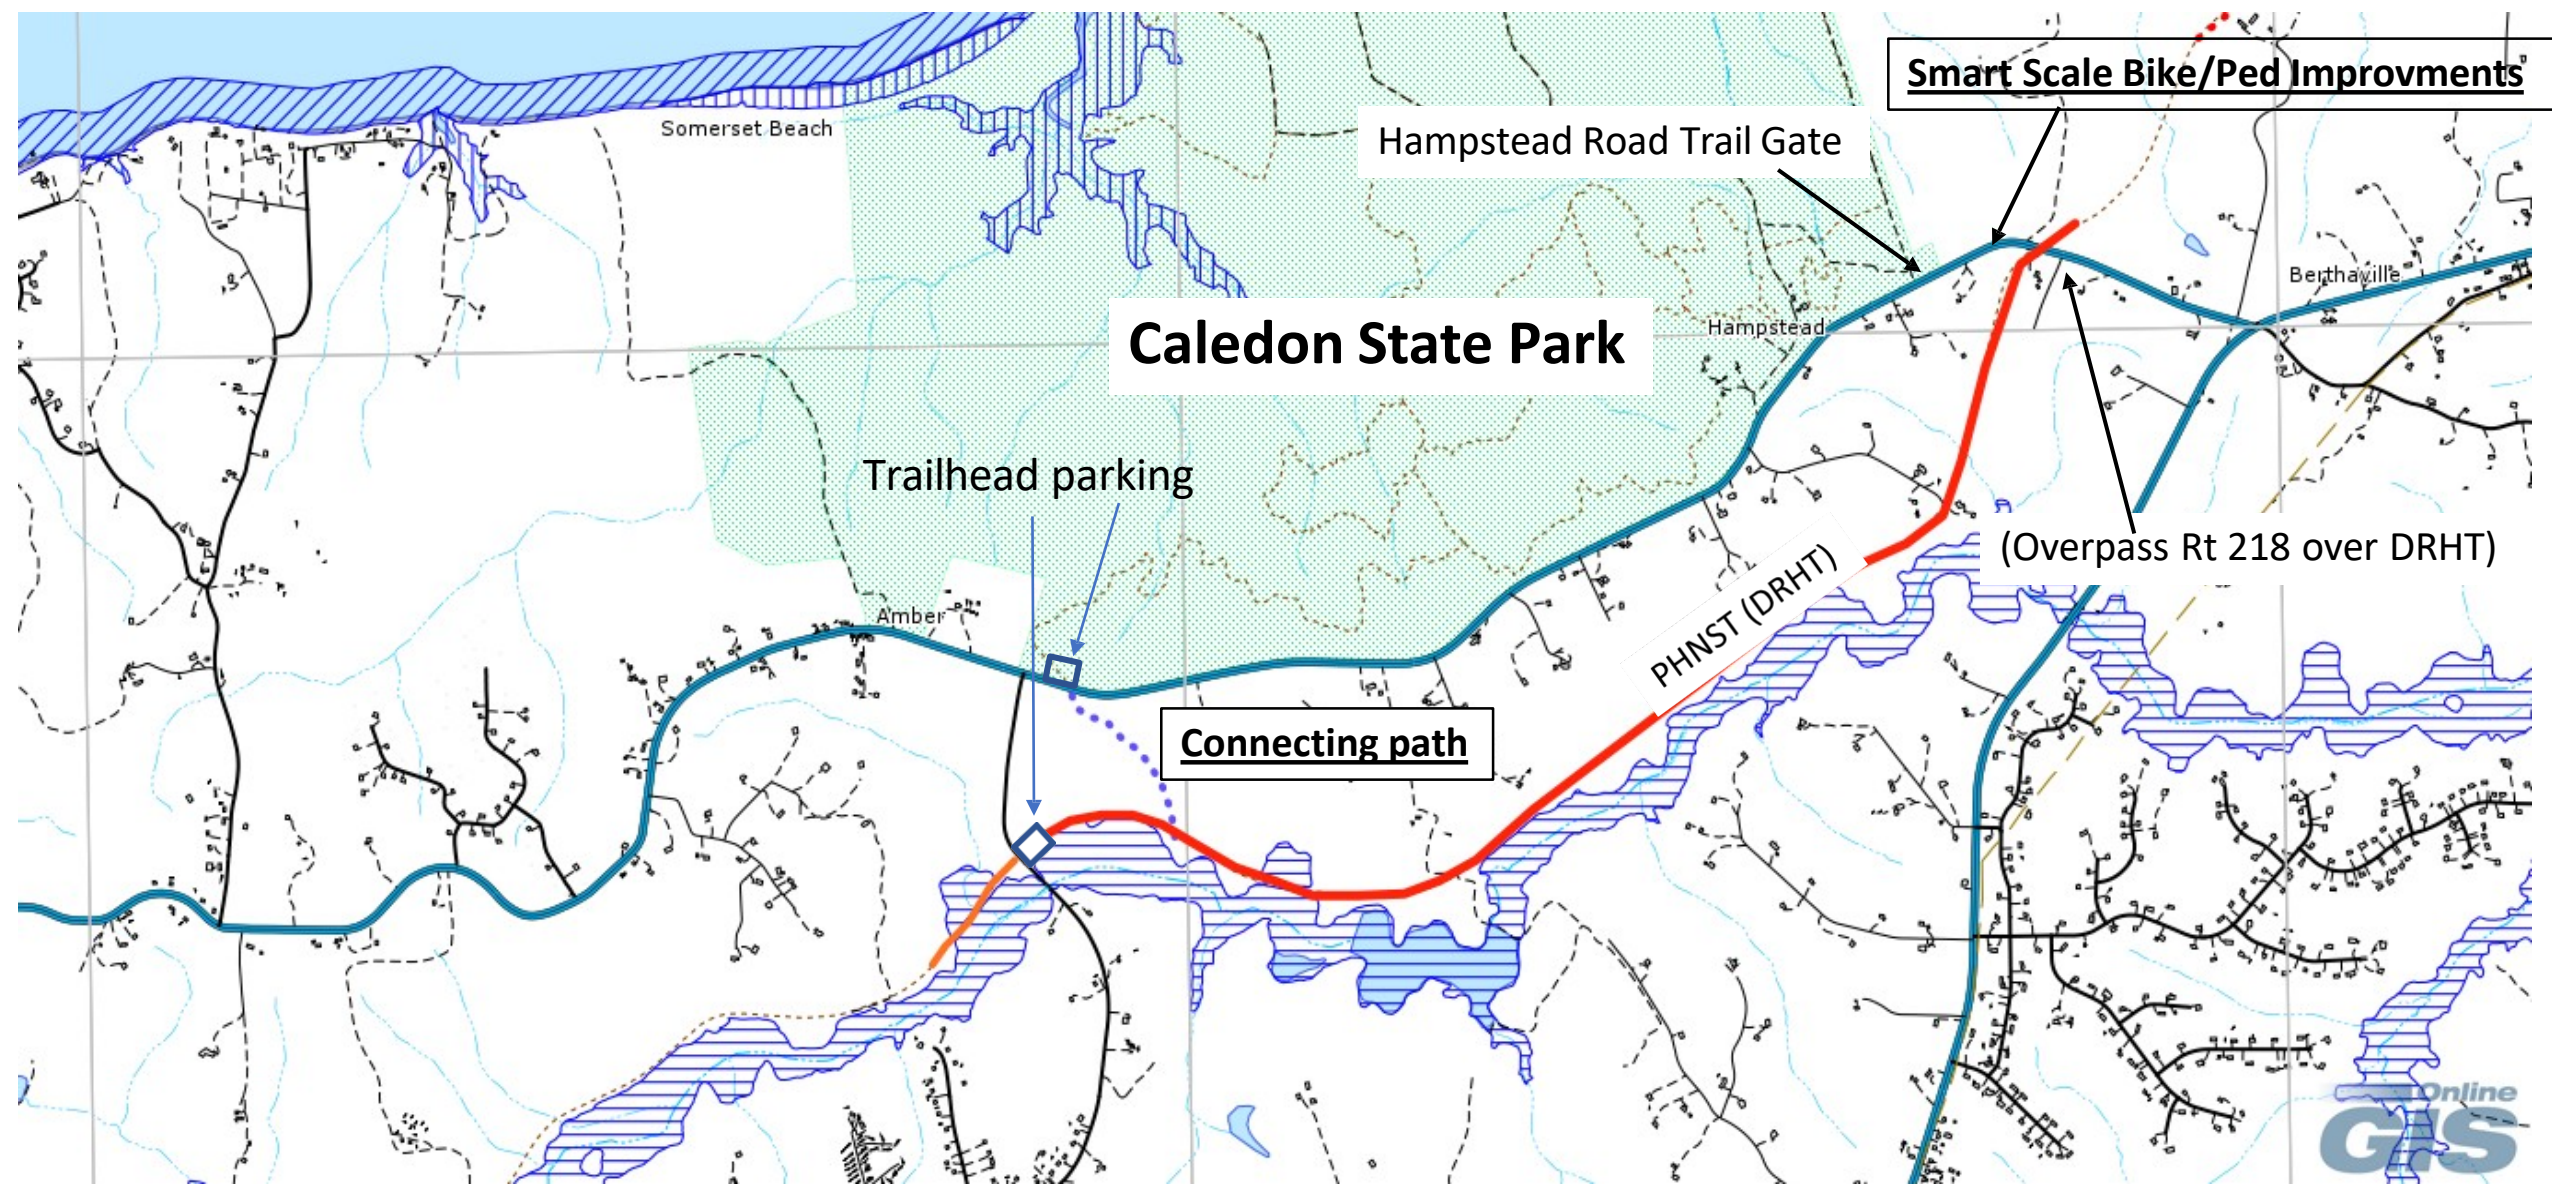 Smart Scale Bike/Ped Improvments
Somerset Beach
Hampstead Road Trail Gate
Berthaville
Caledon State Park
Hampstead
Trailhead parking
(Overpass Rt 218 over DRHT)
Amber
PHNST (DRHT)
Connecting path
Online
GIS